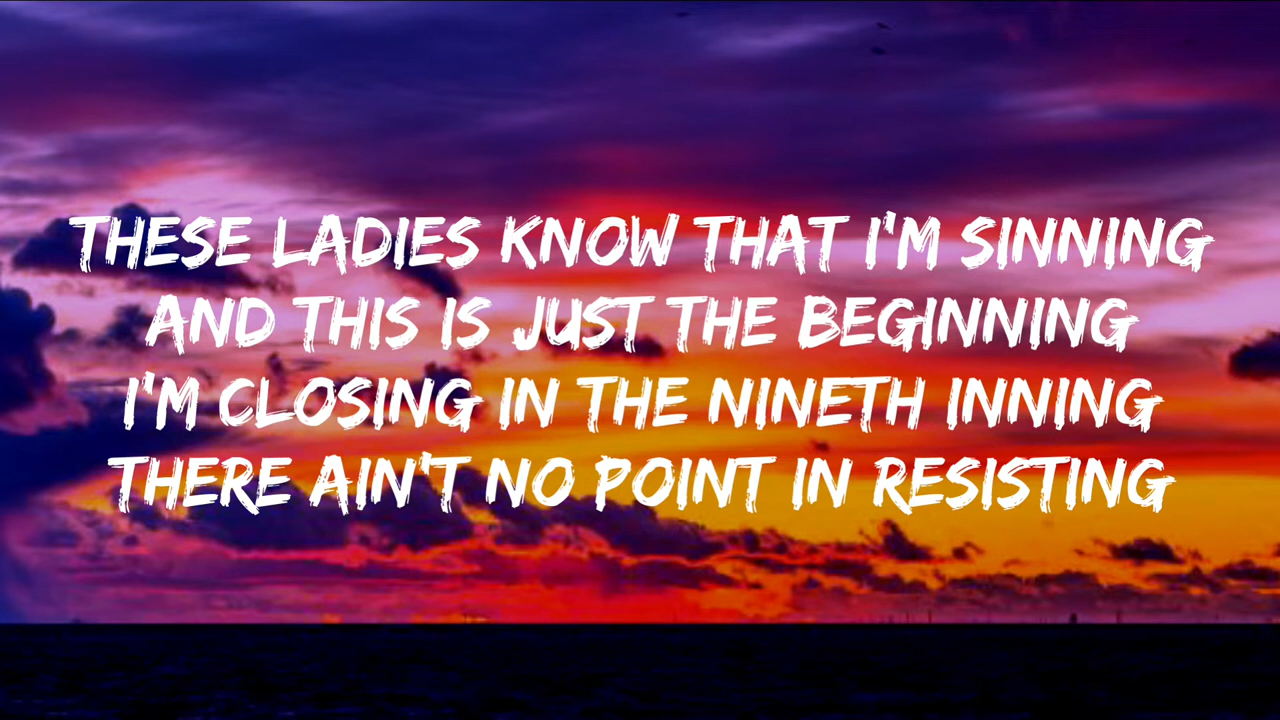 THESE LADIES KNOW THAT I'M SINNING
AND THIS IS JUST THE BEGINNING
I'M CLOSING IN THE NINETH INNING
THERE AIN'T NO POINT IN RESISTING